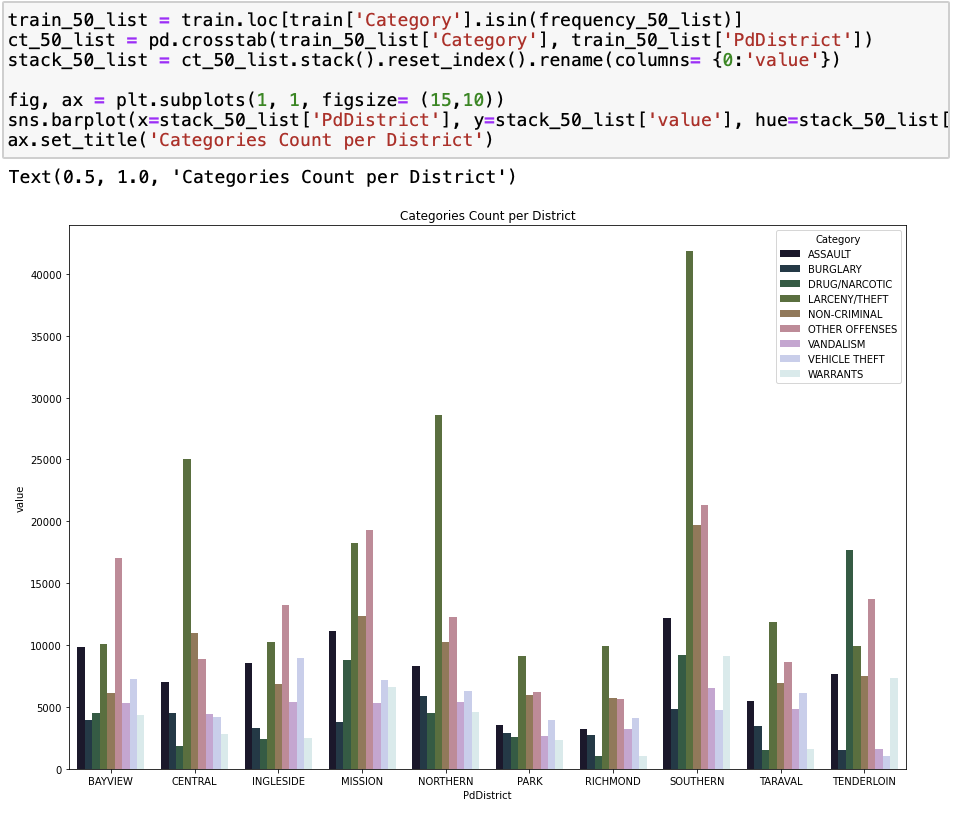 train_50_list = train.loc[train['Category'].isin(frequency_50_list)]
ct_50_list = pd.crosstab(train_50_list['Category'], train_50_list['PdDistrict'])
stack_50_list = ct_50_list.stack().reset_index().rename(columns= {0:'value'})
fig, ax = plt.subplots(1, 1, figsize= (15,10))
sns.barplot(x=stack_50_list['PdDistrict'], y=stack_50_list['value'], hue=stack_50_list[
ax.set_title('Categories Count per District')
Text(0.5, 1.0, 'Categories Count per District')
Categories Count per District
Category
ASSAULT
BURGLARY
DRUG/NARCOTIC
LARCENY/THEFT
NON-CRIMINAL
OTHER OFFENSES
VANDALISM
VEHICLE THEFT
WARRANTS
value
40000
35000
30000
25000
20000
15000
10000
5000
0
BAYVIEW CENTRAL INGLESIDE MISSION NORTHERN PARK RICHMOND SOUTHERN TARAVAL TENDERLOIN
PdDistrict